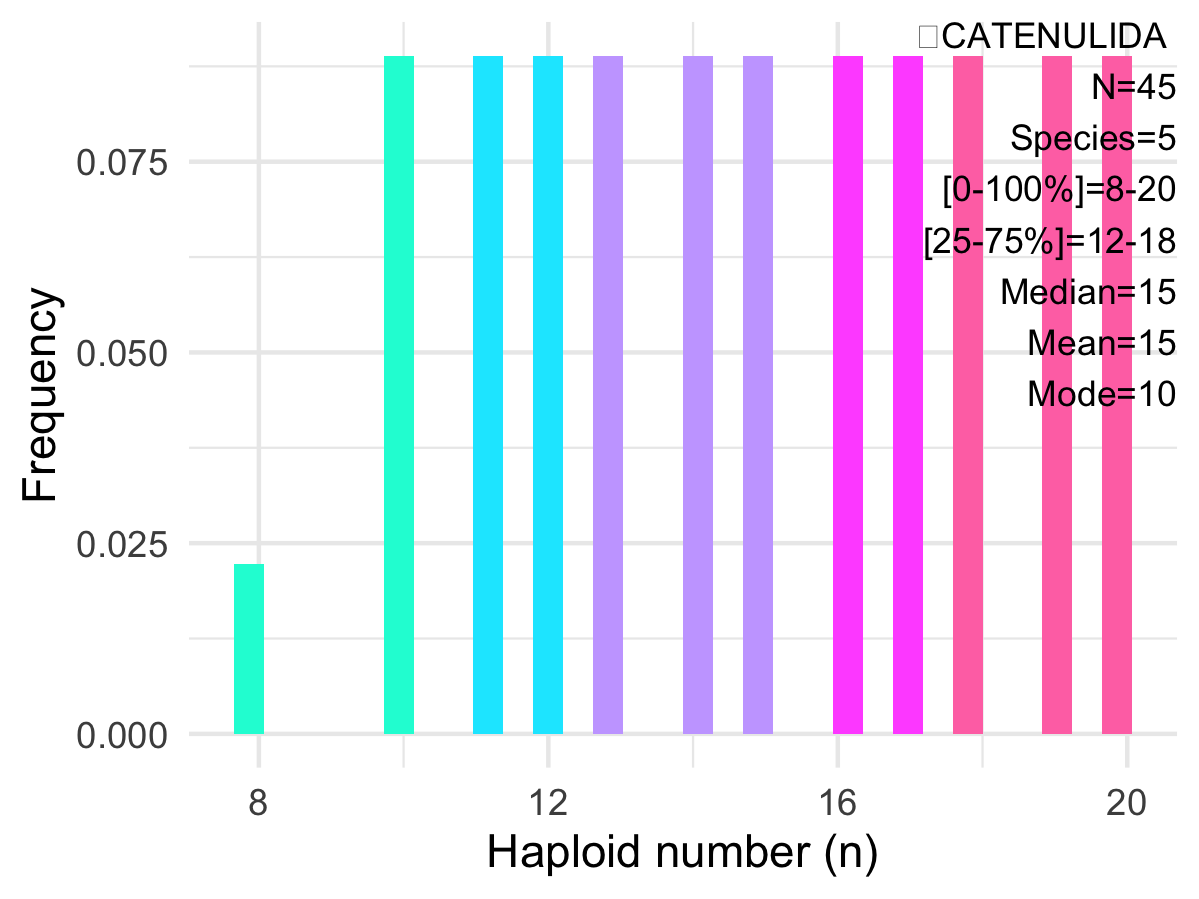 CATENULIDA
N=45
Species=5
[0-100%]=8-20
[25-75%]=12-18
Median=15
Mean=15
Mode=10
0.075
0.050
0.025
0.000
Frequency
8 12 16 20
Haploid number (n)